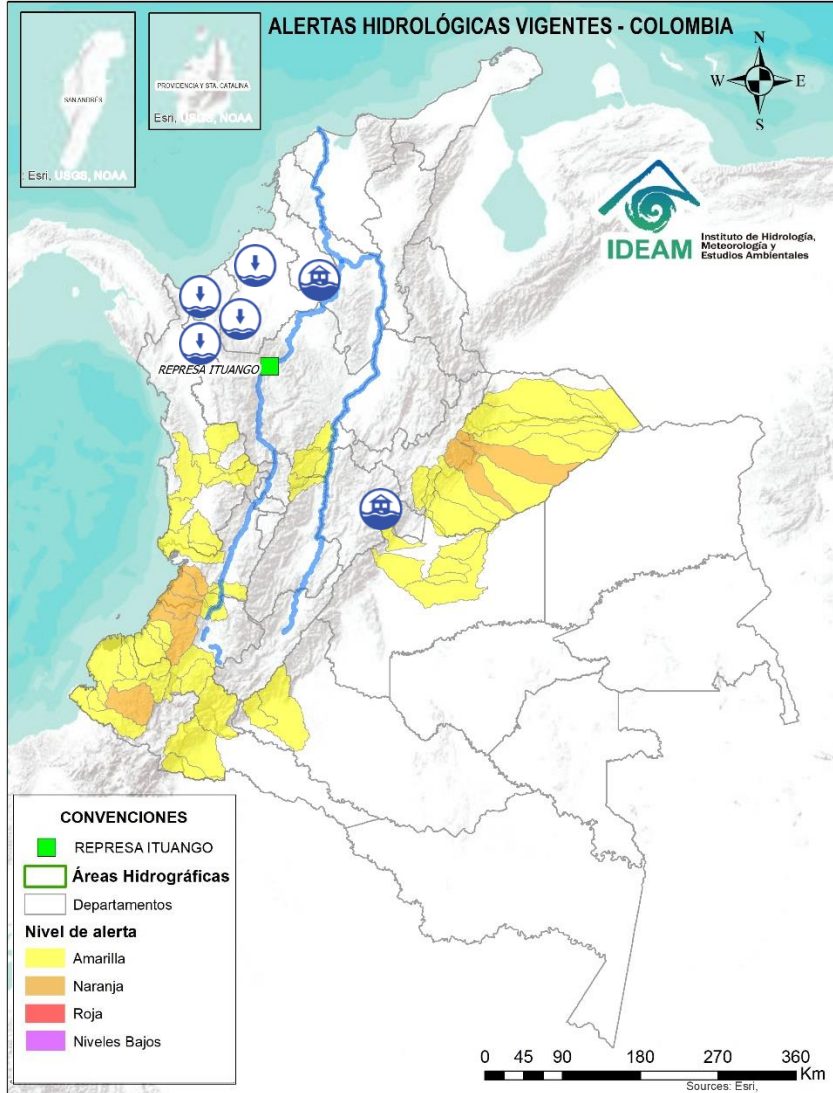 ALERTAS HIDROLÓGICAS VIGENTES - COLOMBIA
SAN ANDRÉS
Esri, USGS, NOAA
PROVIDENCIA Y STA. CATALINA
Esri, USGS, NOAA
N
W
E
S
IDEAM
Instituto de Hidrología,
Meteorología y
Estudios Ambientales
REPRESA ITUANGO
CONVENCIONES
REPRESA ITUANGO
Áreas Hidrográficas
Departamentos
Nivel de alerta
Amarilla
Naranja
Roja
Niveles Bajos
0 45 90 180 270 360
Km
Sources: Esri,